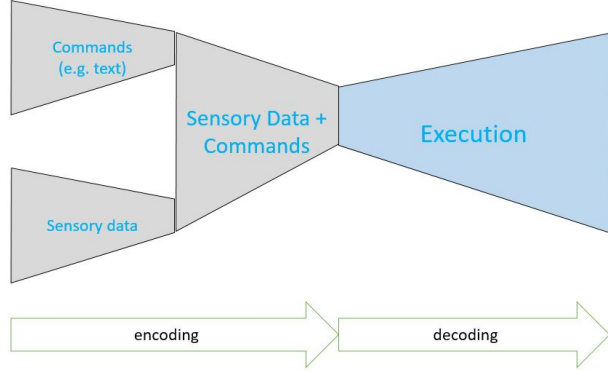 Commands
(e.g. text)
Sensory Data +
Commands
Execution
Sensory data
encoding
decoding